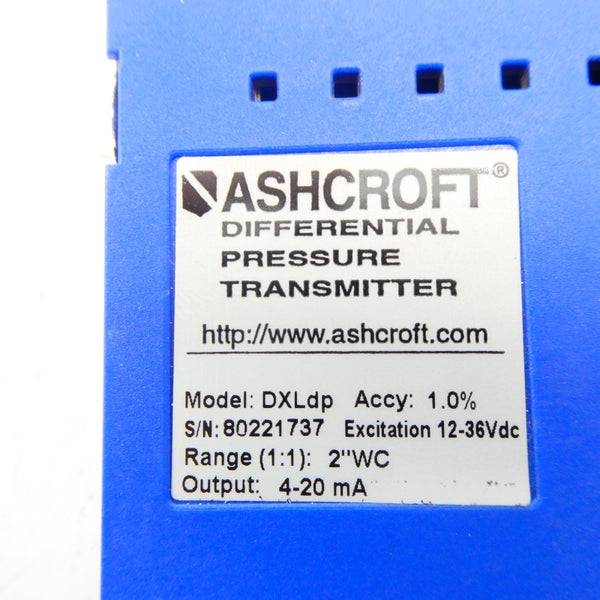 ASHCROFT®
DIFFERENTIAL
PRESSURE
TRANSMITTER
http://www.ashcroft.com
Model: DXLdp Accy: 1.0%
S/N: 80221737 Excitation 12-36Vdc
Range (1:1): 2"WC
Output: 4-20 mA